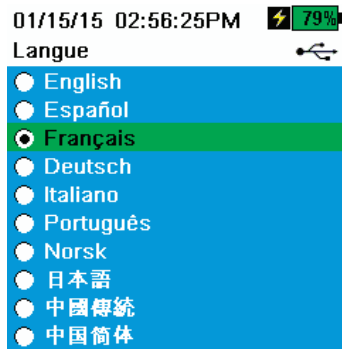 01/15/15 02:56:25PM 79%
Langue
English
Español
Français
Deutsch
Italiano
Português
Norsk
日本語
中國傳統
中国简体